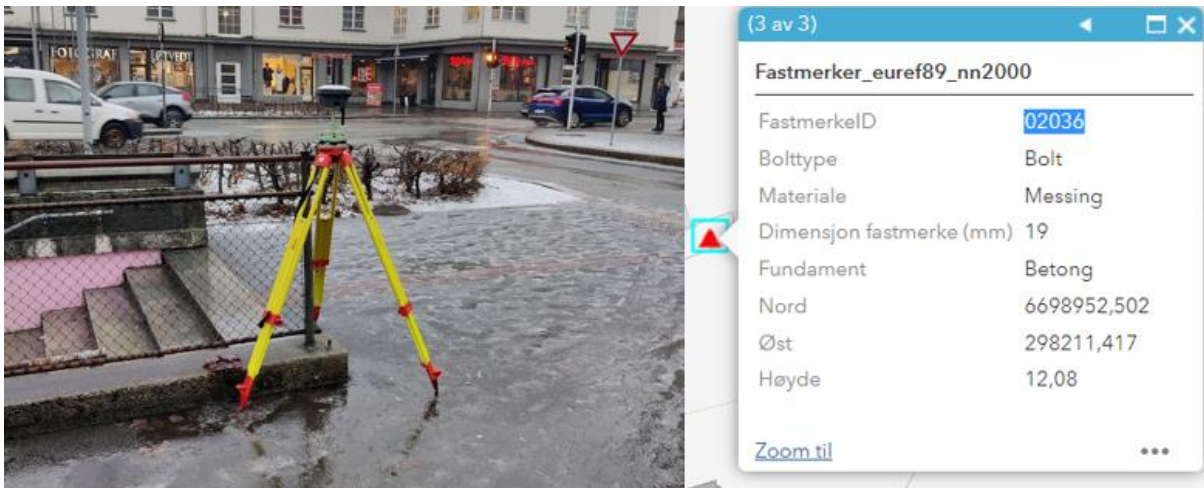 FOTOGRAF LØTVEDT
(3 av 3)
Fastmerker_euref89_nn2000
FastmerkeID 02036
Bolttype Bolt
Materiale Messing
Dimensjon fastmerke (mm) 19
Fundament Betong
Nord 6698952,502
Øst 298211,417
Høyde 12,08
Zoom til